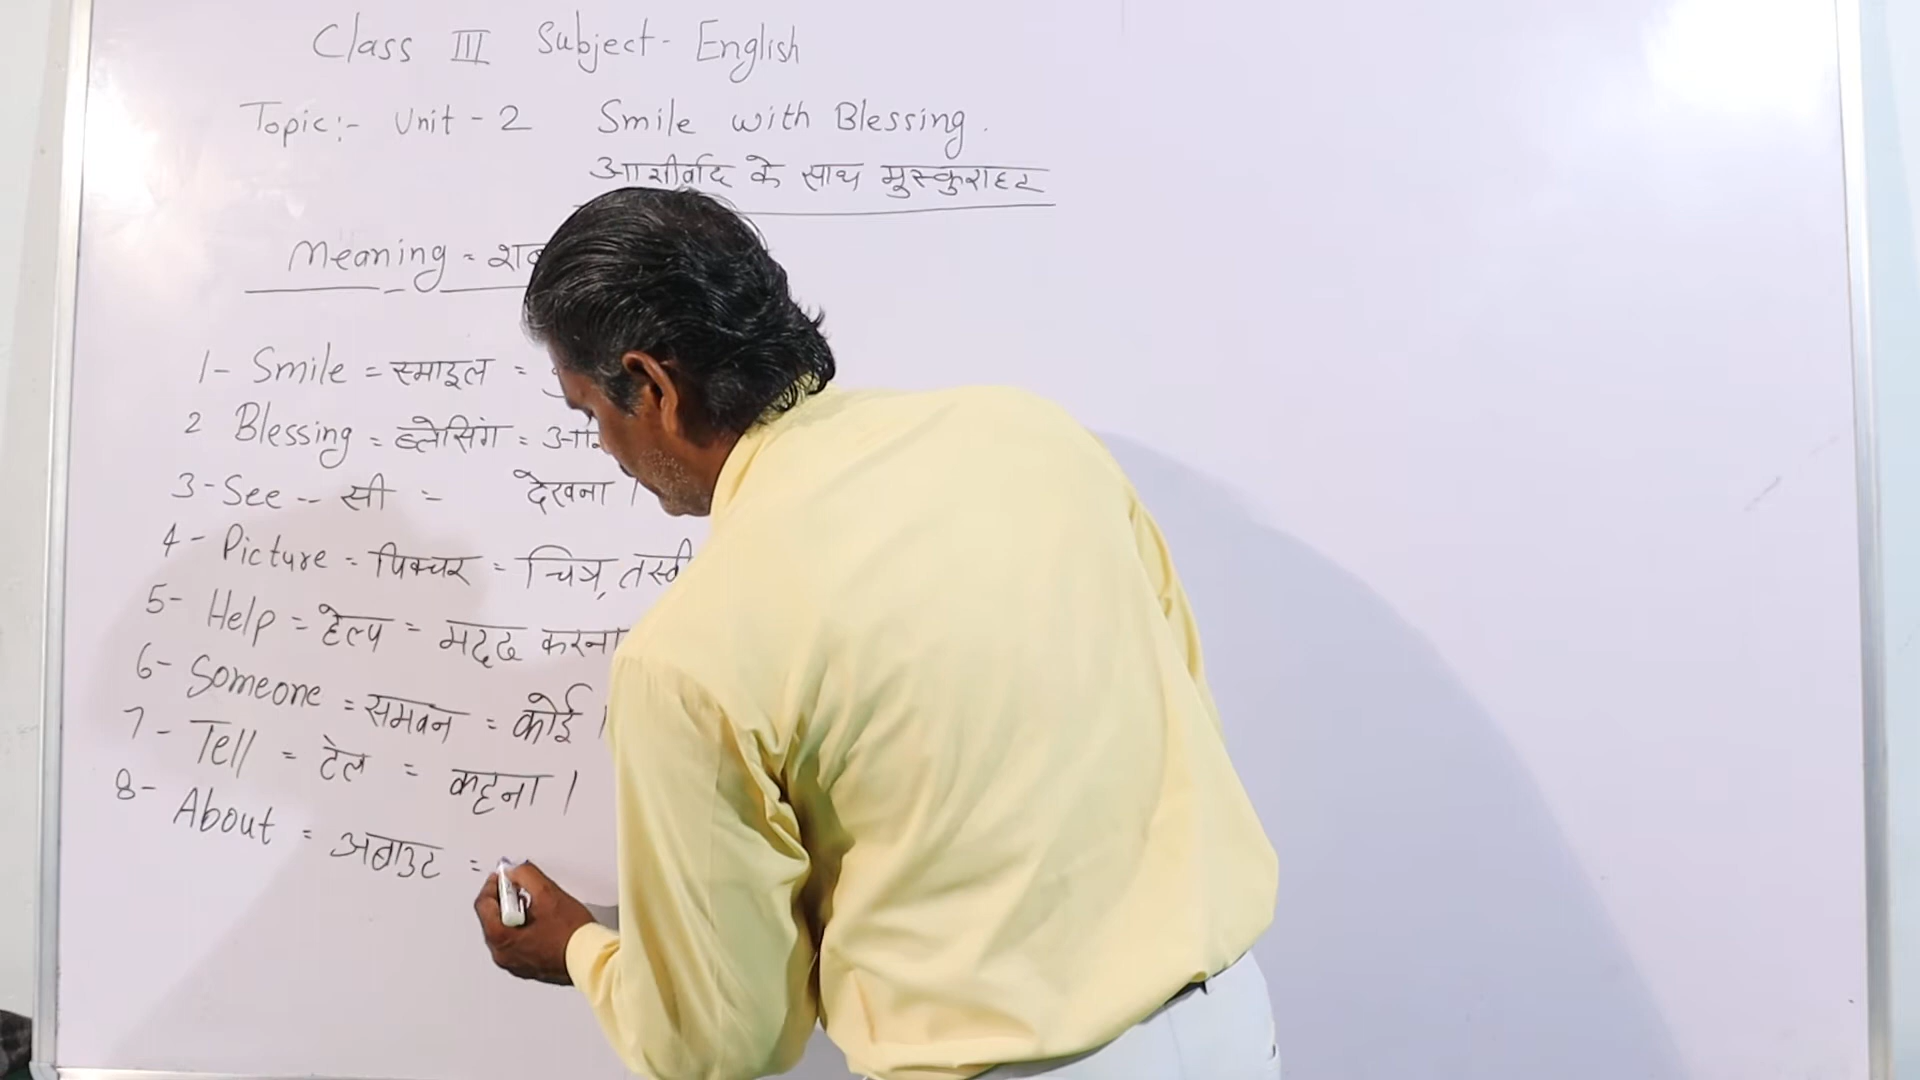 Class III Subject- English
Topic:- Unit - 2 Smile with Blessing.
आशीर्वाद के साथ मुस्कुराहट
Meaning =
1- Smile = स्माइल =
2 Blessing = ब्लेसिंग =
3-See -- सी = देखना।
4- Picture = पिक्चर = चित्र,
5- Help = हेल्प = मदद करना
6- Someone = समवन = कोई।
7- Tell = टेल = कहना।
8- About = अबाउट =